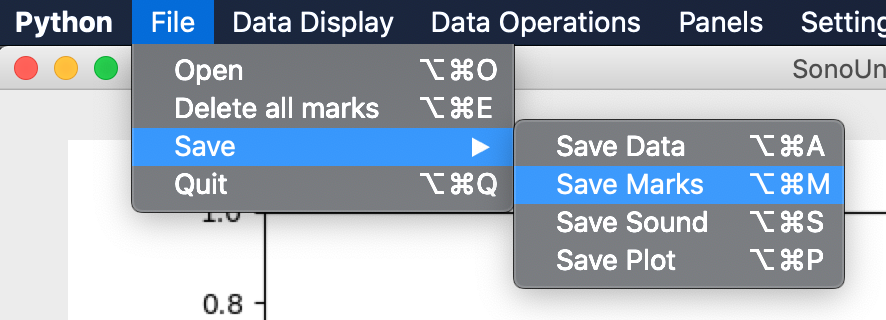 Python File Data Display Data Operations Panels Setting
SonoUn
Open ⌥⌘O
Delete all marks ⌥⌘E
Save ▶
Quit ⌥⌘Q
Save Data ⌥⌘A
Save Marks ⌥⌘M
Save Sound ⌥⌘S
Save Plot ⌥⌘P
1.0
0.8